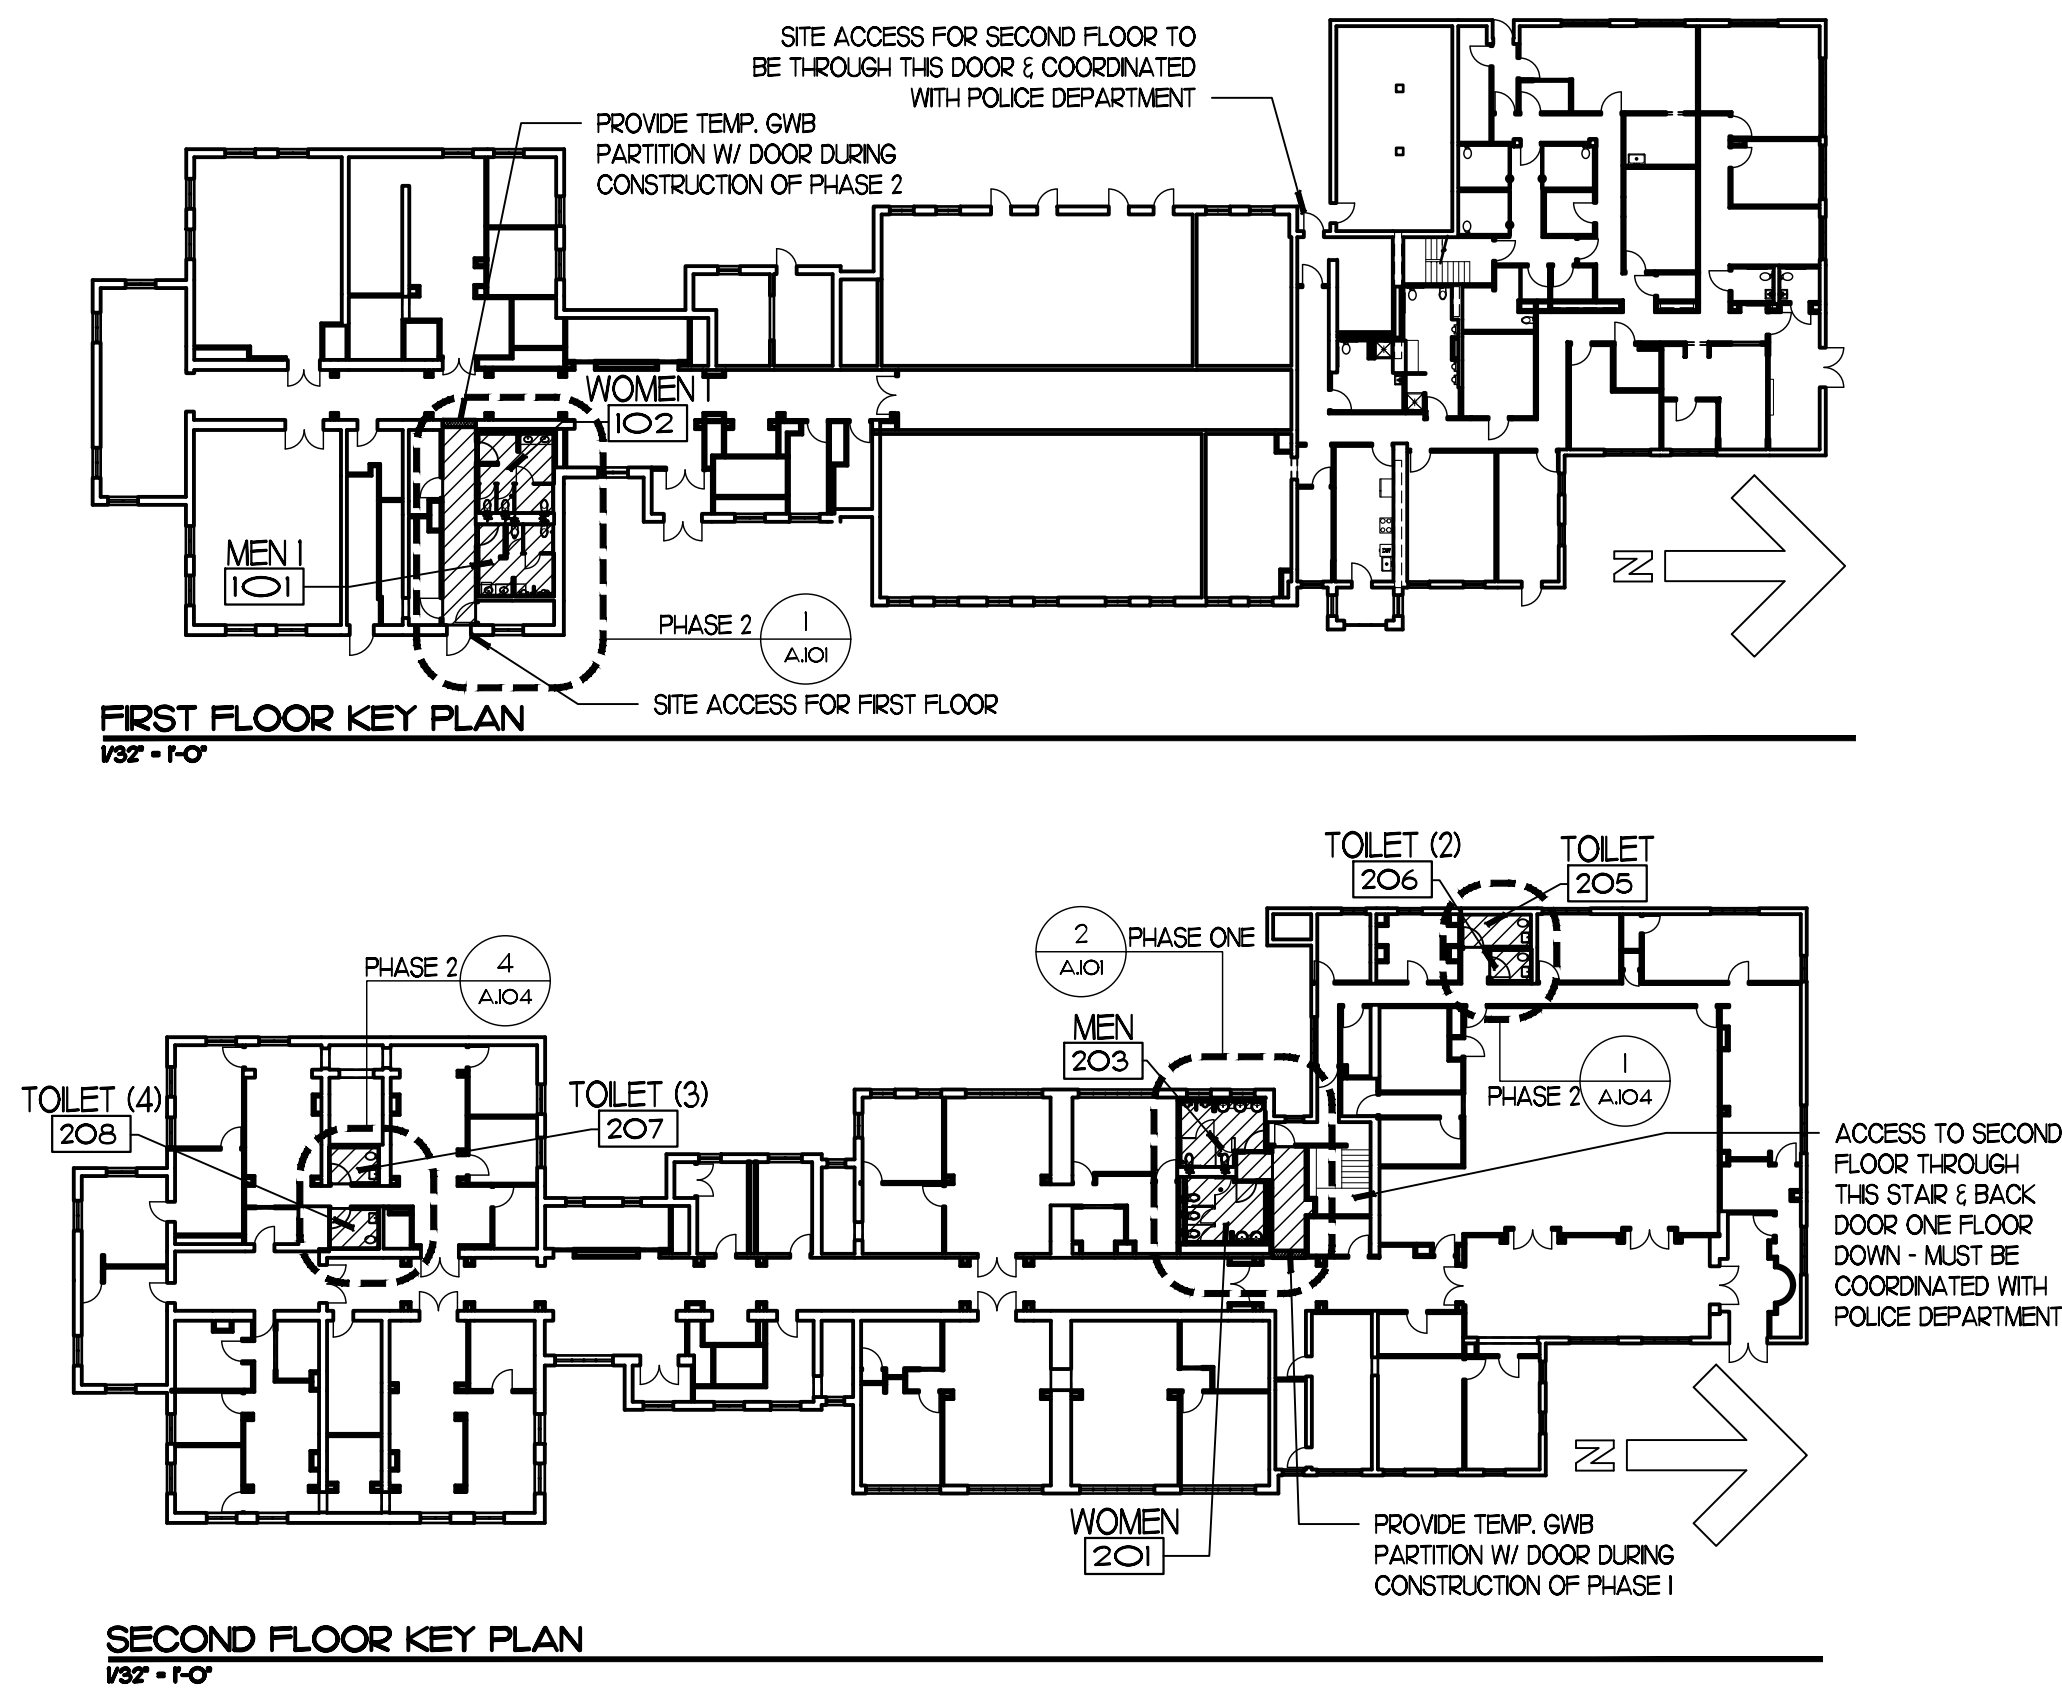 SITE ACCESS FOR SECOND FLOOR TO
BE THROUGH THIS DOOR & COORDINATED
WITH POLICE DEPARTMENT
PROVIDE TEMP. GWB
PARTITION W/ DOOR DURING
CONSTRUCTION OF PHASE 2
WOMEN 1
102
MEN 1
101
N
PHASE 2
1
A.101
SITE ACCESS FOR FIRST FLOOR
FIRST FLOOR KEY PLAN
1/32" = 1'-0"
TOILET (2)
206
TOILET
205
2
A.101
PHASE ONE
PHASE 2
4
A.104
MEN
203
PHASE 2
1
A.104
TOILET (4)
208
TOILET (3)
207
ACCESS TO SECOND
FLOOR THROUGH
THIS STAIR & BACK
DOOR ONE FLOOR
DOWN - MUST BE
COORDINATED WITH
POLICE DEPARTMENT
N
WOMEN
201
PROVIDE TEMP. GWB
PARTITION W/ DOOR DURING
CONSTRUCTION OF PHASE 1
SECOND FLOOR KEY PLAN
1/32" = 1'-0"